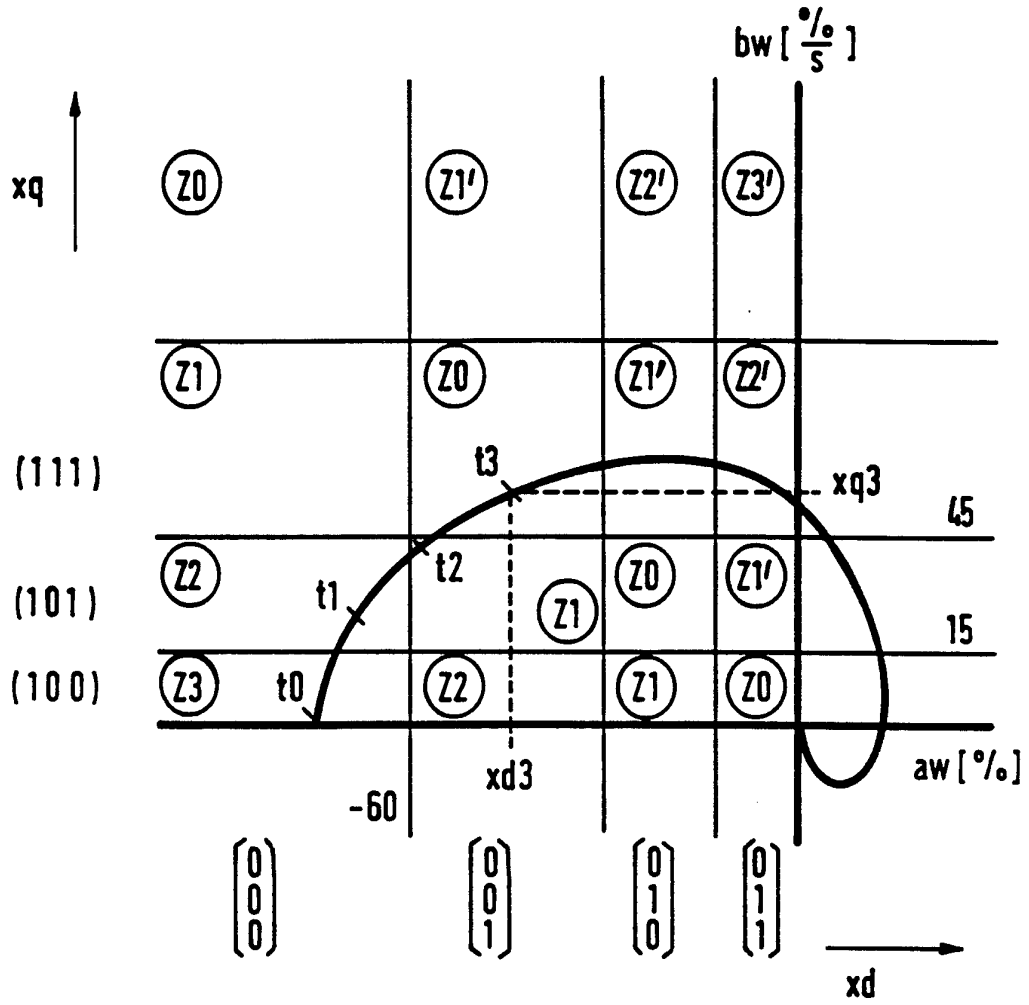 bw [ %/s ]
xq
Z0 Z1' Z2' Z3'
Z1 Z0 Z1' Z2'
(111)
t3
xq3
45
Z2 t2 Z0 Z1'
(101)
t1
Z1
15
(100)
t0
Z3 Z2 Z1 Z0
xd3
aw [%]
-60
0 0 0 0
0 0 1 1
0 1 0 1
xd